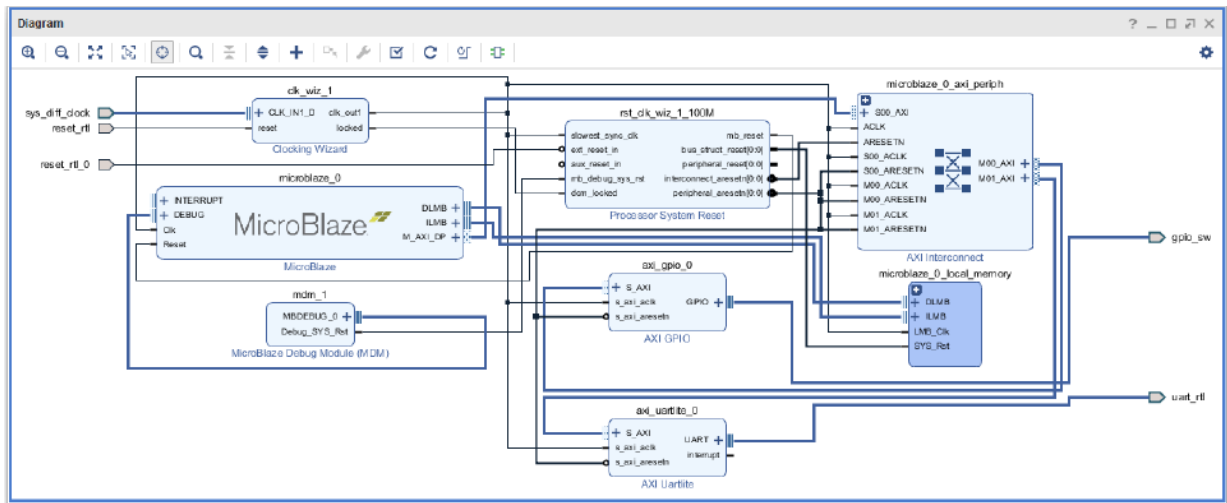 Diagram
sys_diff_clock
reset_rtl
reset_rtl_0
clk_wiz_1
CLK_IN1_D clk_out1
reset locked
Clocking Wizard
microblaze_0
INTERRUPT
DEBUG
Clk
Reset
MicroBlaze
DLMB
ILMB
M_AXI_DP
MicroBlaze
mdm_1
MBDEBUG_0
Debug_SYS_Rst
MicroBlaze Debug Module (MDM)
rst_clk_wiz_1_100M
slowest_sync_clk mb_reset
ext_reset_in bus_struct_reset[0:0]
aux_reset_in peripheral_reset[0:0]
mb_debug_sys_rst interconnect_aresetn[0:0]
dcm_locked peripheral_aresetn[0:0]
Processor System Reset
axi_gpio_0
S_AXI
s_axi_aclk GPIO
s_axi_aresetn
AXI GPIO
axi_uartlite_0
S_AXI UART
s_axi_aclk interrupt
s_axi_aresetn
AXI Uartlite
microblaze_0_axi_periph
S00_AXI
ACLK
ARESETN
S00_ACLK
S00_ARESETN
M00_ACLK
M00_ARESETN
M01_ACLK
M01_ARESETN
M00_AXI
M01_AXI
AXI Interconnect
microblaze_0_local_memory
DLMB
ILMB
LMB_Clk
SYS_Rst
gpio_sw
uart_rtl